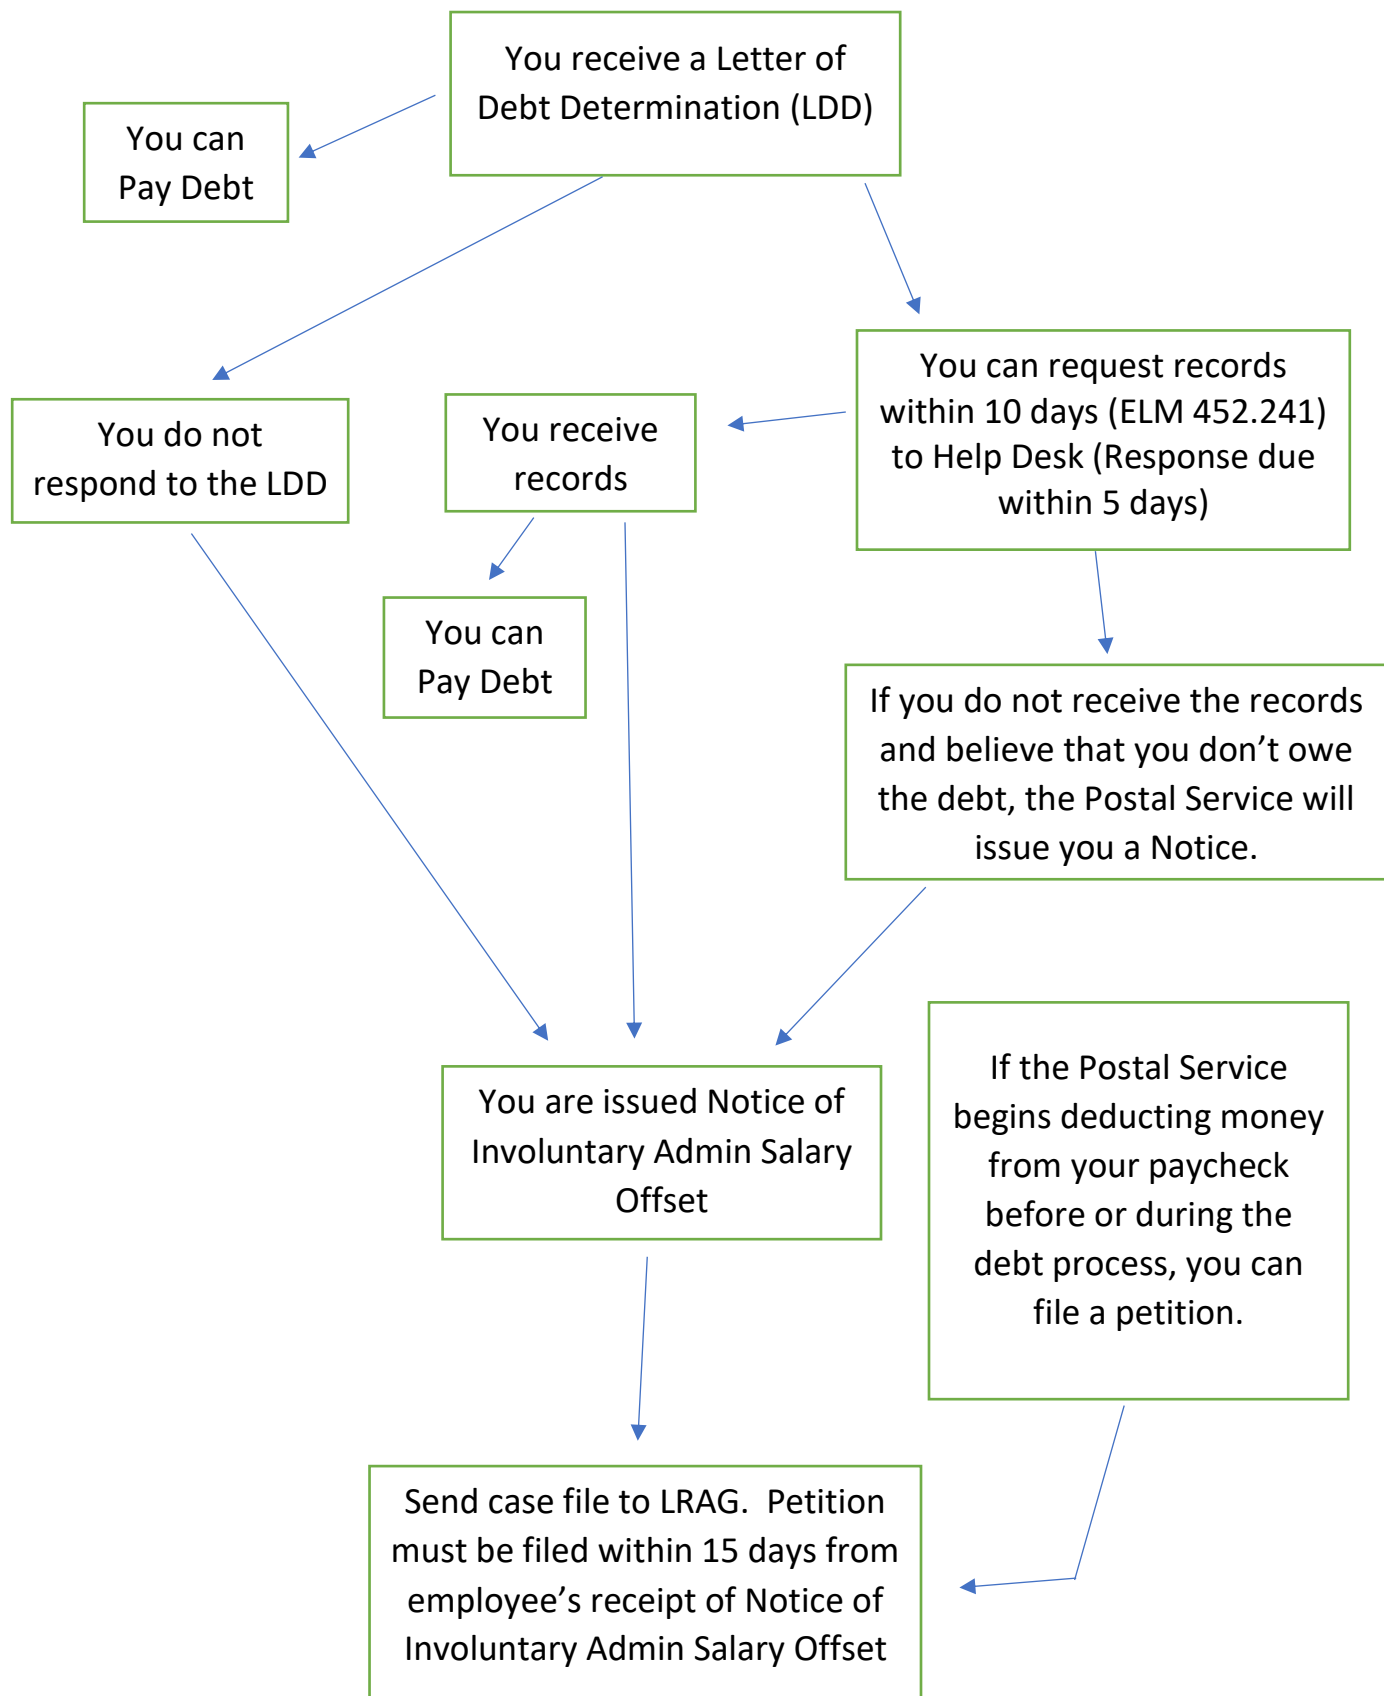 You receive a Letter of
Debt Determination (LDD)
You can
Pay Debt
You can request records
within 10 days (ELM 452.241)
to Help Desk (Response due
within 5 days)
You receive
records
You do not
respond to the LDD
You can
Pay Debt
If you do not receive the records
and believe that you don’t owe
the debt, the Postal Service will
issue you a Notice.
You are issued Notice of
Involuntary Admin Salary
Offset
If the Postal Service
begins deducting money
from your paycheck
before or during the
debt process, you can
file a petition.
Send case file to LRAG.  Petition
must be filed within 15 days from
employee’s receipt of Notice of
Involuntary Admin Salary Offset